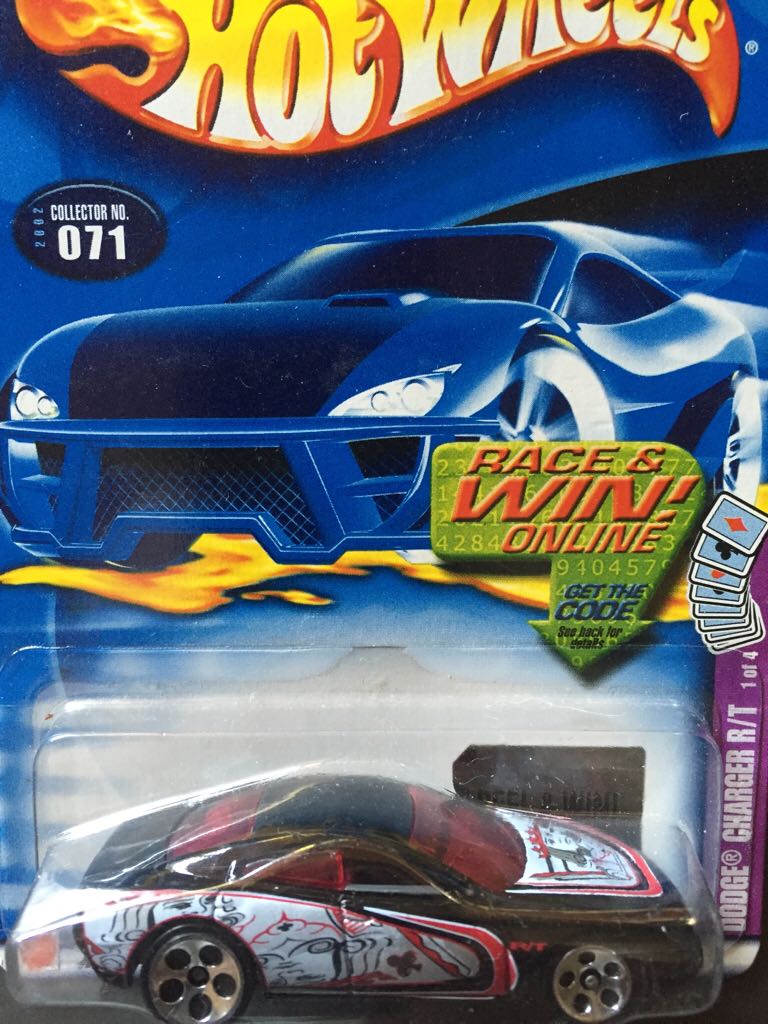 HOT WHEELS®
2002
COLLECTOR NO.
071
RACE &
WIN!
ONLINE
GET THE
CODE
See back for
details
DODGE® CHARGER R/T 1 of 4
R/T